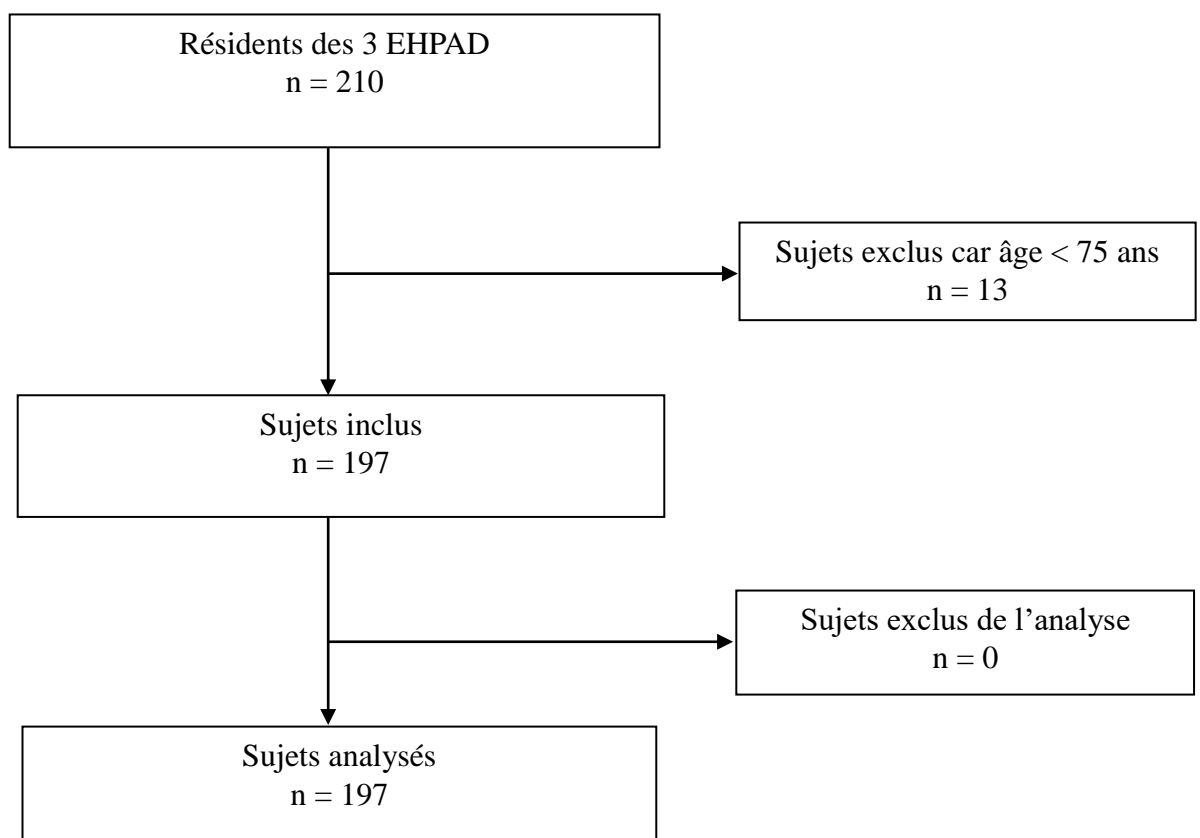 Résidents des 3 EHPAD
n = 210
Sujets exclus car âge < 75 ans
n = 13
Sujets inclus
n = 197
Sujets exclus de l’analyse
n = 0
Sujets analysés
n = 197